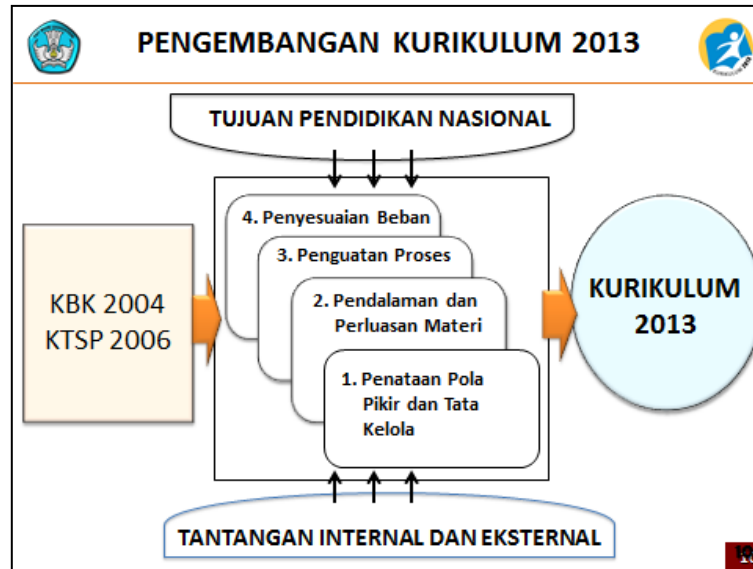 PENGEMBANGAN KURIKULUM 2013
TUJUAN PENDIDIKAN NASIONAL
4. Penyesuaian Beban
3. Penguatan Proses
2. Pendalaman dan
Perluasan Materi
1. Penataan Pola
Pikir dan Tata
Kelola
KBK 2004
KTSP 2006
KURIKULUM
2013
TANTANGAN INTERNAL DAN EKSTERNAL